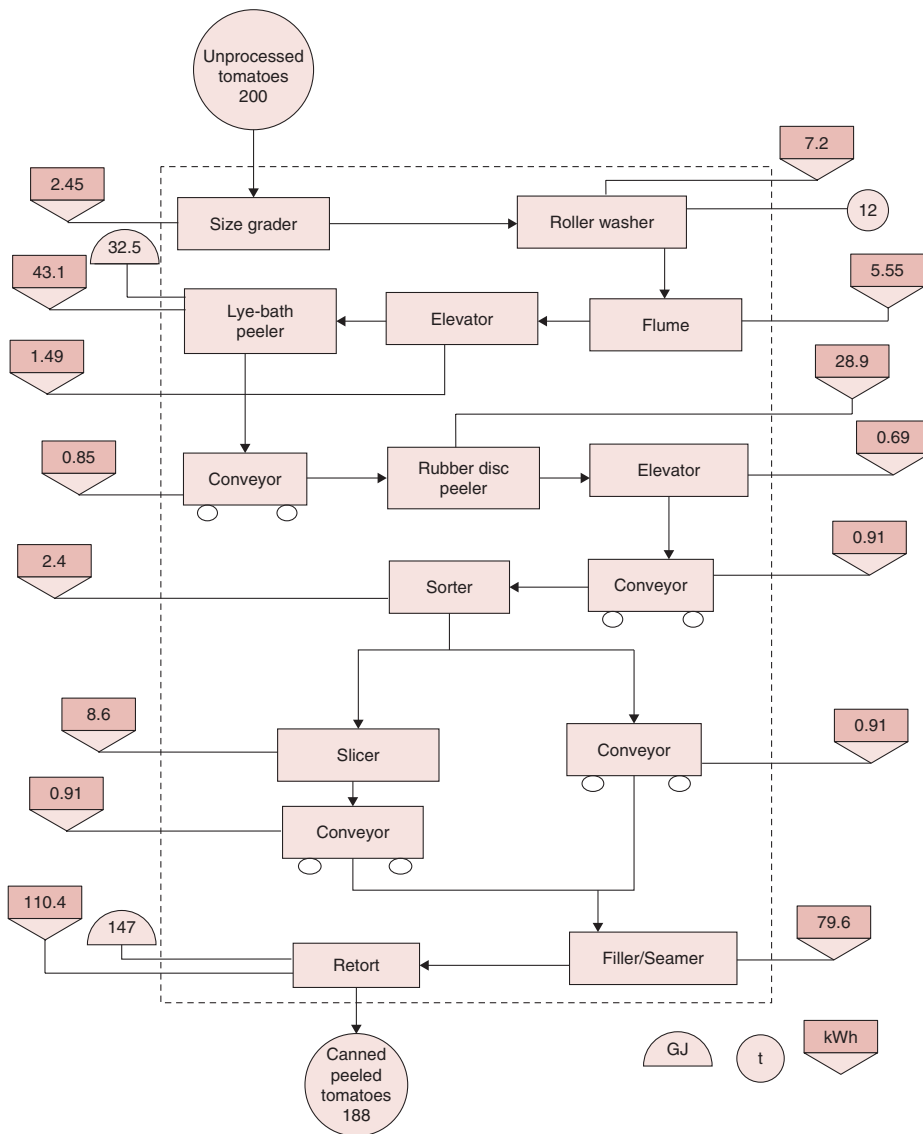 Unprocessed
tomatoes
200
7.2
2.45
Size grader
Roller washer
12
32.5
43.1
5.55
Lye-bath
peeler
Elevator
Flume
1.49
28.9
0.85
0.69
Conveyor
Rubber disc
peeler
Elevator
2.4
0.91
Sorter
Conveyor
8.6
0.91
Slicer
Conveyor
0.91
Conveyor
110.4
147
79.6
Retort
Filler/Seamer
GJ
t
kWh
Canned
peeled
tomatoes
188